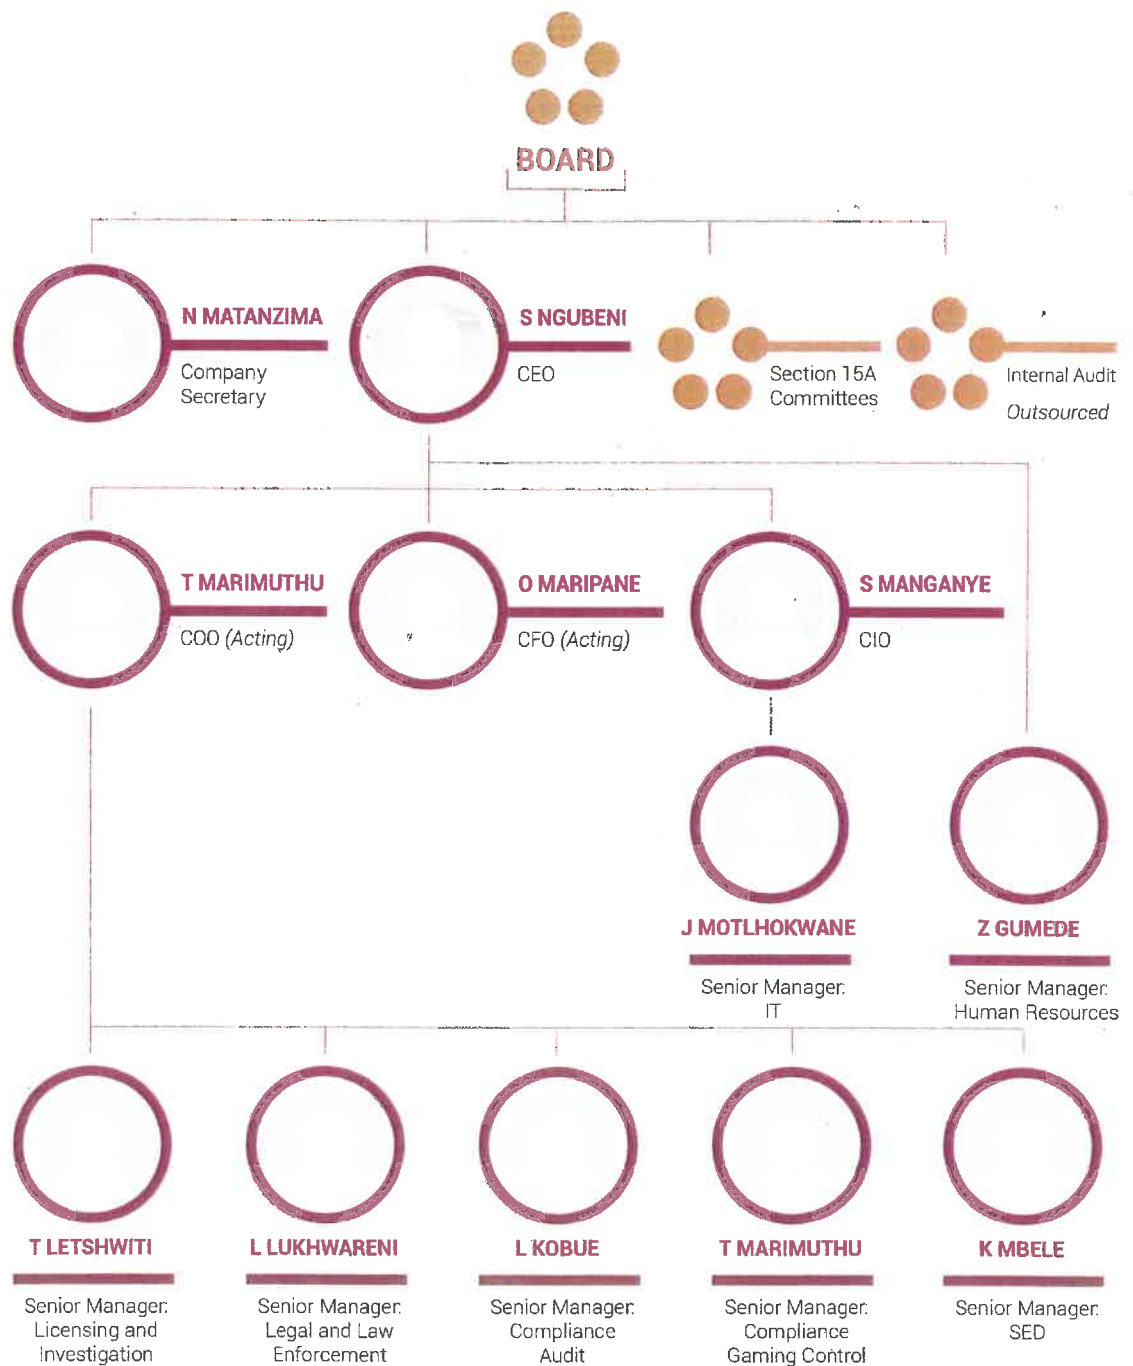 BOARD
N MATANZIMA
Company
Secretary
S NGUBENI
CEO
Section 15A
Committees
Internal Audit
Outsourced
T MARIMUTHU
COO (Acting)
O MARIPANE
CFO (Acting)
S MANGANYE
CIO
J MOTLHOKWANE
Senior Manager:
IT
Z GUMEDE
Senior Manager:
Human Resources
T LETSHWITI
Senior Manager:
Licensing and
Investigation
L LUKHWARENI
Senior Manager:
Legal and Law
Enforcement
L KOBUE
Senior Manager:
Compliance
Audit
T MARIMUTHU
Senior Manager:
Compliance
Gaming Control
K MBELE
Senior Manager:
SED